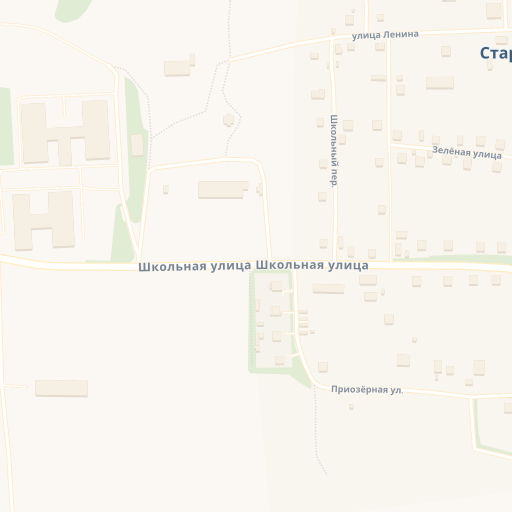 улица Ленина
Стар
Школьный пер.
Зелёная улица
Школьная улица Школьная улица
Приозёрная ул.